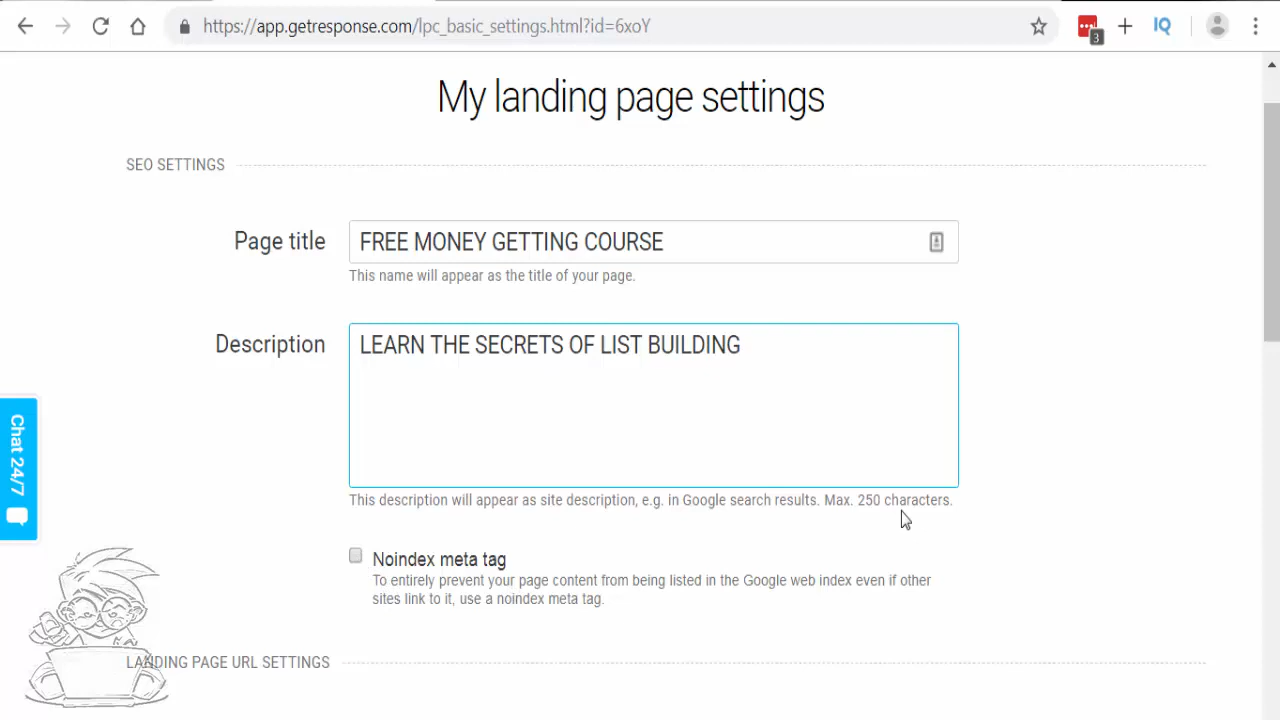 https://app.getresponse.com/lpc_basic_settings.html?id=6xoY
3
IQ
My landing page settings
SEO SETTINGS
Page title
FREE MONEY GETTING COURSE
This name will appear as the title of your page.
Description
LEARN THE SECRETS OF LIST BUILDING
This description will appear as site description, e.g. in Google search results. Max. 250 characters.
Chat 24/7
Noindex meta tag
To entirely prevent your page content from being listed in the Google web index even if other
sites link to it, use a noindex meta tag.
LANDING PAGE URL SETTINGS